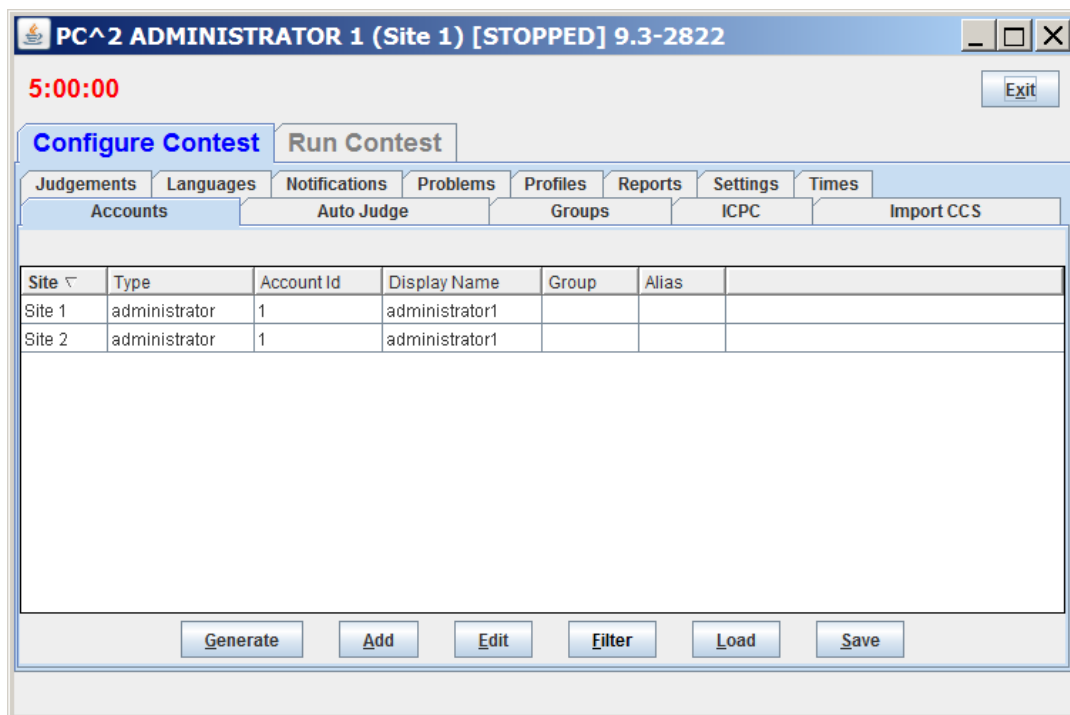 PC^2 ADMINISTRATOR 1 (Site 1) [STOPPED] 9.3-2822
5:00:00 Exit
Configure Contest Run Contest
Judgements Languages Notifications Problems Profiles Reports Settings Times
Accounts Auto Judge Groups ICPC Import CCS
Site Type Account Id Display Name Group Alias
Site 1 administrator 1 administrator1
Site 2 administrator 1 administrator1
Generate Add Edit Filter Load Save